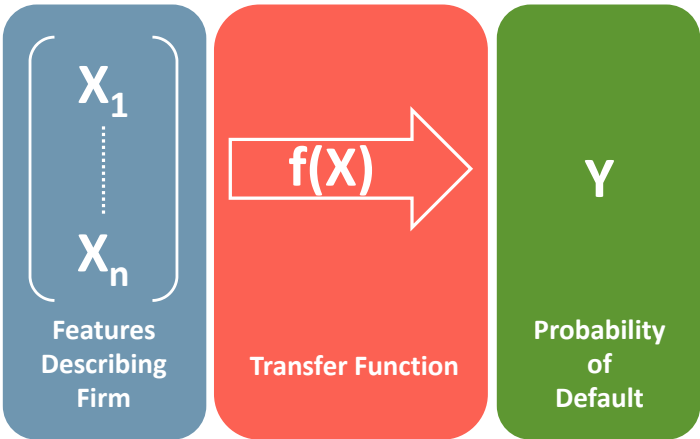 X1
Xn
Features
Describing
Firm
f(X)
Transfer Function
Y
Probability
of
Default